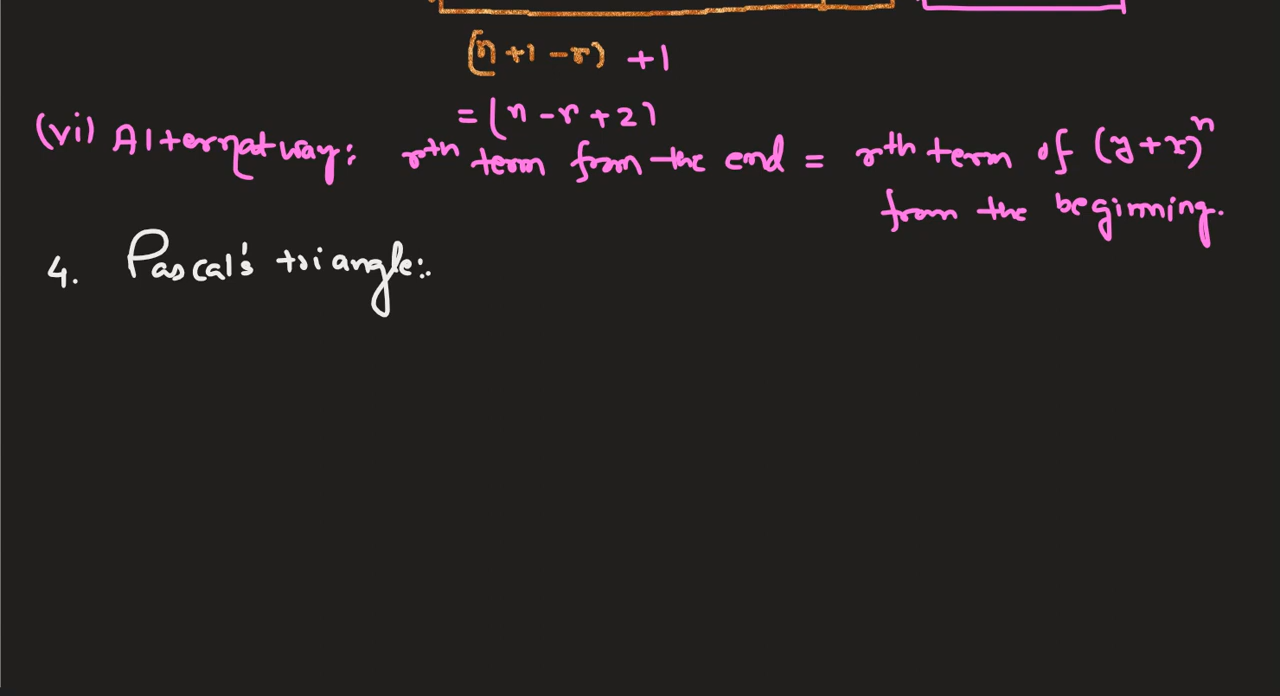 (n+1-r) +1
= (n-r+2)
(vi) Alternat way: rth term from the end = rth term of (y+x)^n
from the beginning.
4. Pascal's triangle:.